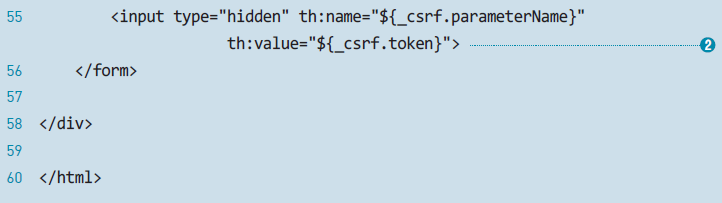 55 <input type="hidden" th:name="${_csrf.parameterName}"
th:value="${_csrf.token}"> 2
56 </form>
57
58 </div>
59
60 </html>